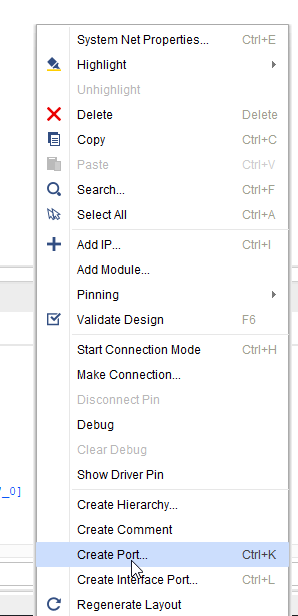 System Net Properties... Ctrl+E
Highlight
Unhighlight
Delete Delete
Copy Ctrl+C
Paste Ctrl+V
Search... Ctrl+F
Select All Ctrl+A
Add IP... Ctrl+I
Add Module...
Pinning
Validate Design F6
Start Connection Mode Ctrl+H
Make Connection...
Disconnect Pin
Debug
Clear Debug
Show Driver Pin
_0]
Create Hierarchy...
Create Comment
Create Port... Ctrl+K
Create Interface Port... Ctrl+L
Regenerate Layout